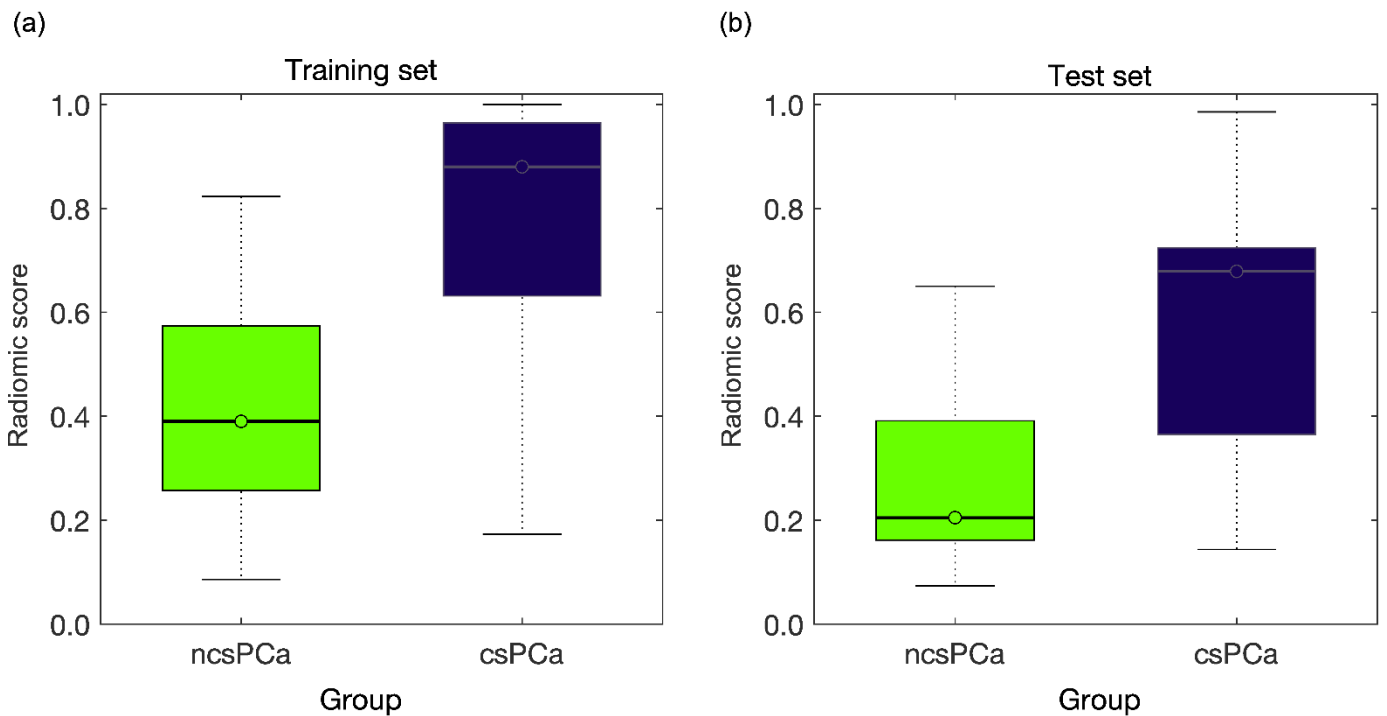 (a)
Training set
1.0
0.8
0.6
0.4
0.2
0.0
Radiomic score
ncsPCa csPCa
Group
(b)
Test set
1.0
0.8
0.6
0.4
0.2
0.0
Radiomic score
ncsPCa csPCa
Group